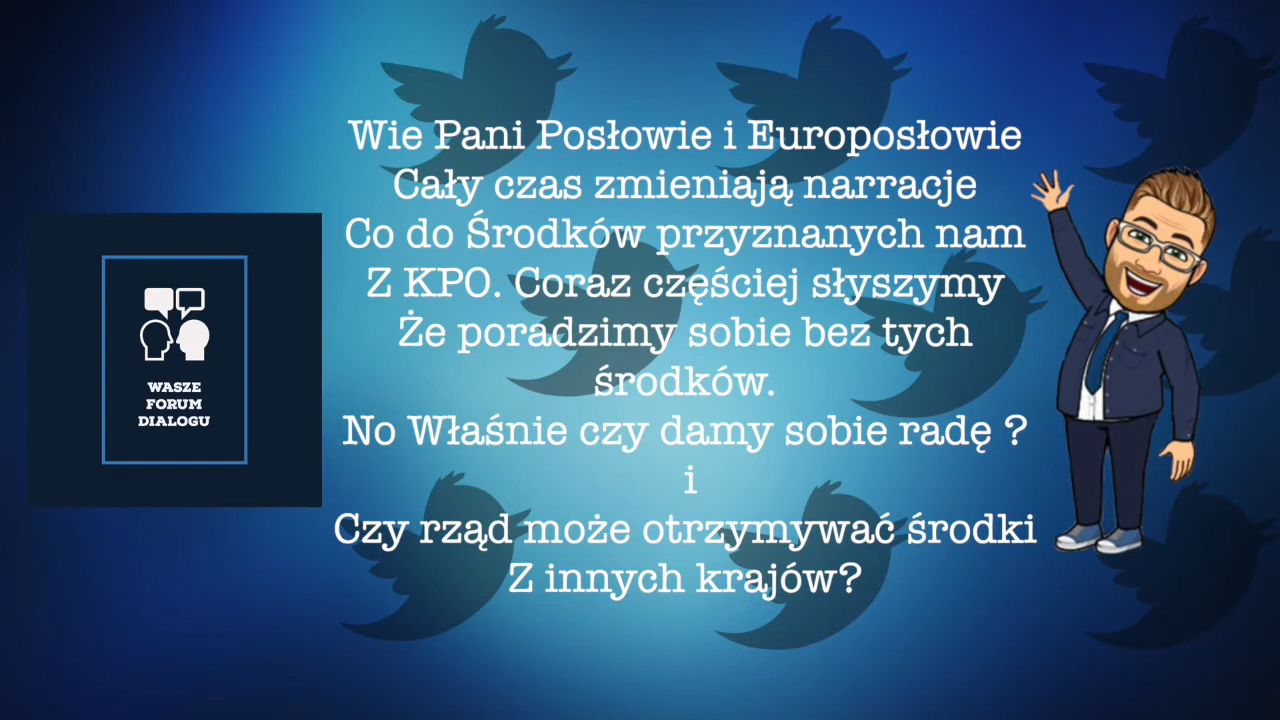 Wie Pani Posłowie i Europosłowie
Cały czas zmieniają narracje
Co do Środków przyznanych nam
Z KPO. Coraz częściej słyszymy
Że poradzimy sobie bez tych
środków.
No Właśnie czy damy sobie radę ?
i
Czy rząd może otrzymywać środki
Z innych krajów?
WASZE
FORUM
DIALOGU